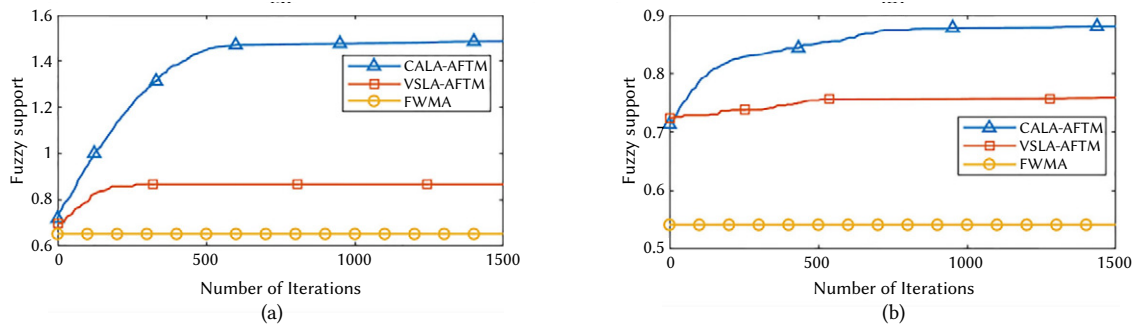 1.6
1.4
1.2
1
0.8
0.6
Fuzzy support
CALA-AFTM
VSLA-AFTM
FWMA
0 500 1000 1500
Number of Iterations
(a)
0.9
0.8
0.7
0.6
0.5
Fuzzy support
CALA-AFTM
VSLA-AFTM
FWMA
0 500 1000 1500
Number of Iterations
(b)